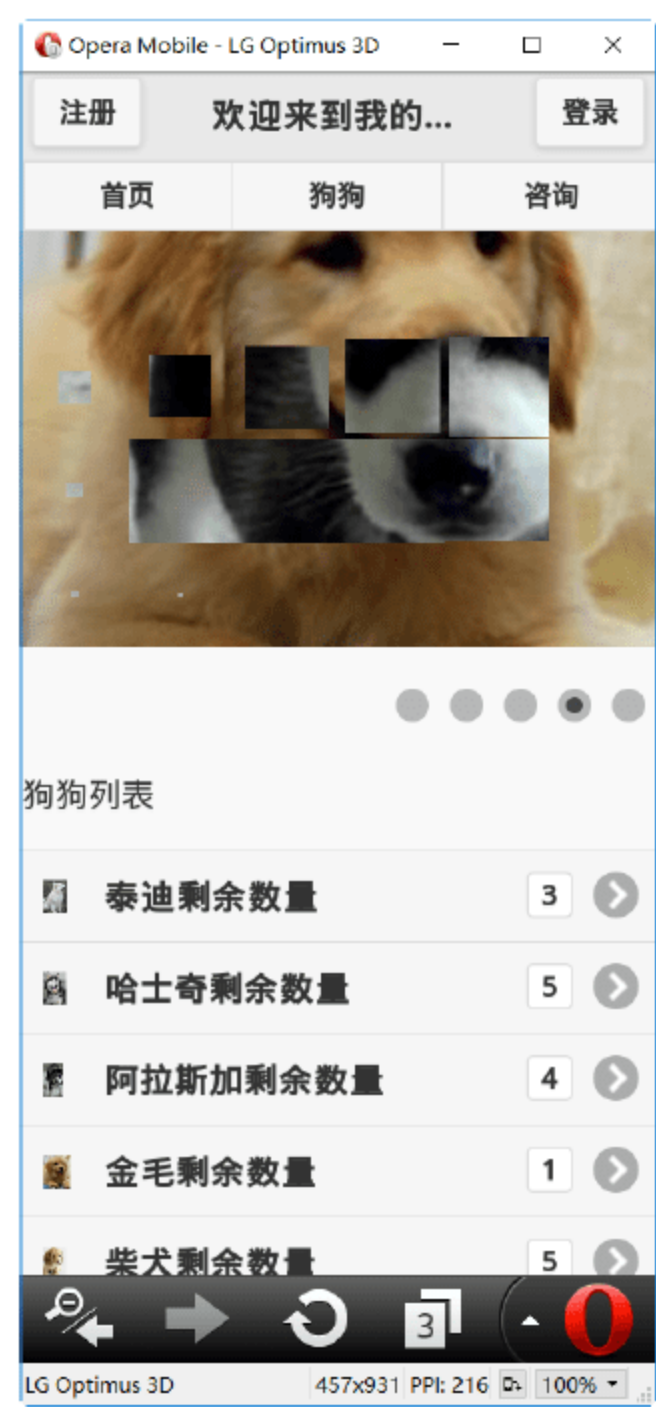 Opera Mobile - LG Optimus 3D
注册
欢迎来到我的...
登录
首页
狗狗
咨询
狗狗列表
泰迪剩余数量 3
哈士奇剩余数量 5
阿拉斯加剩余数量 4
金毛剩余数量 1
柴犬剩余数量 5
3
LG Optimus 3D 457x931 PPI: 216 100%